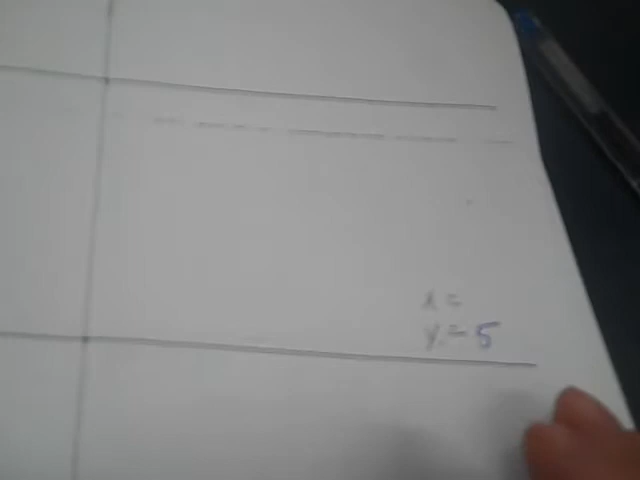 x =
y = 5